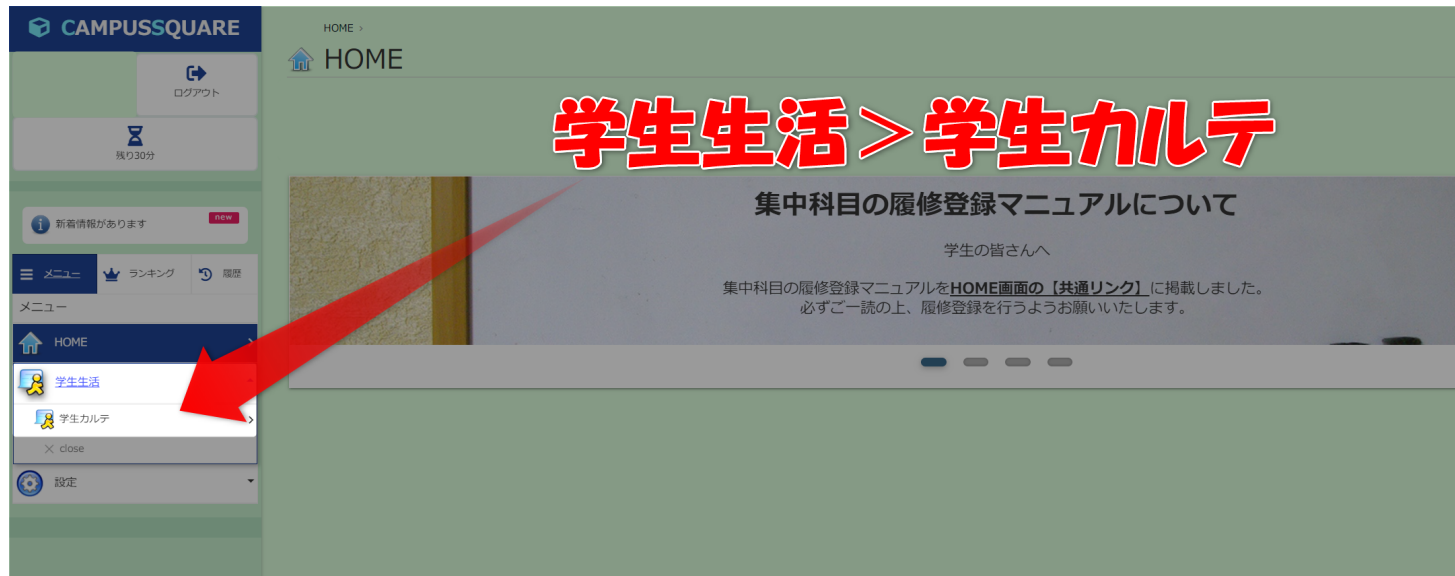 CAMPUSSQUARE
ログアウト
残り30分
新着情報があります
new
メニュー
ランキング
履歴
メニュー
HOME
学生生活
学生カルテ
× close
設定
HOME >
HOME
学生生活＞学生カルテ
集中科目の履修登録マニュアルについて
学生の皆さんへ
集中科目の履修登録マニュアルをHOME画面の【共通リンク】に掲載しました。
必ずご一読の上、履修登録を行うようお願いいたします。